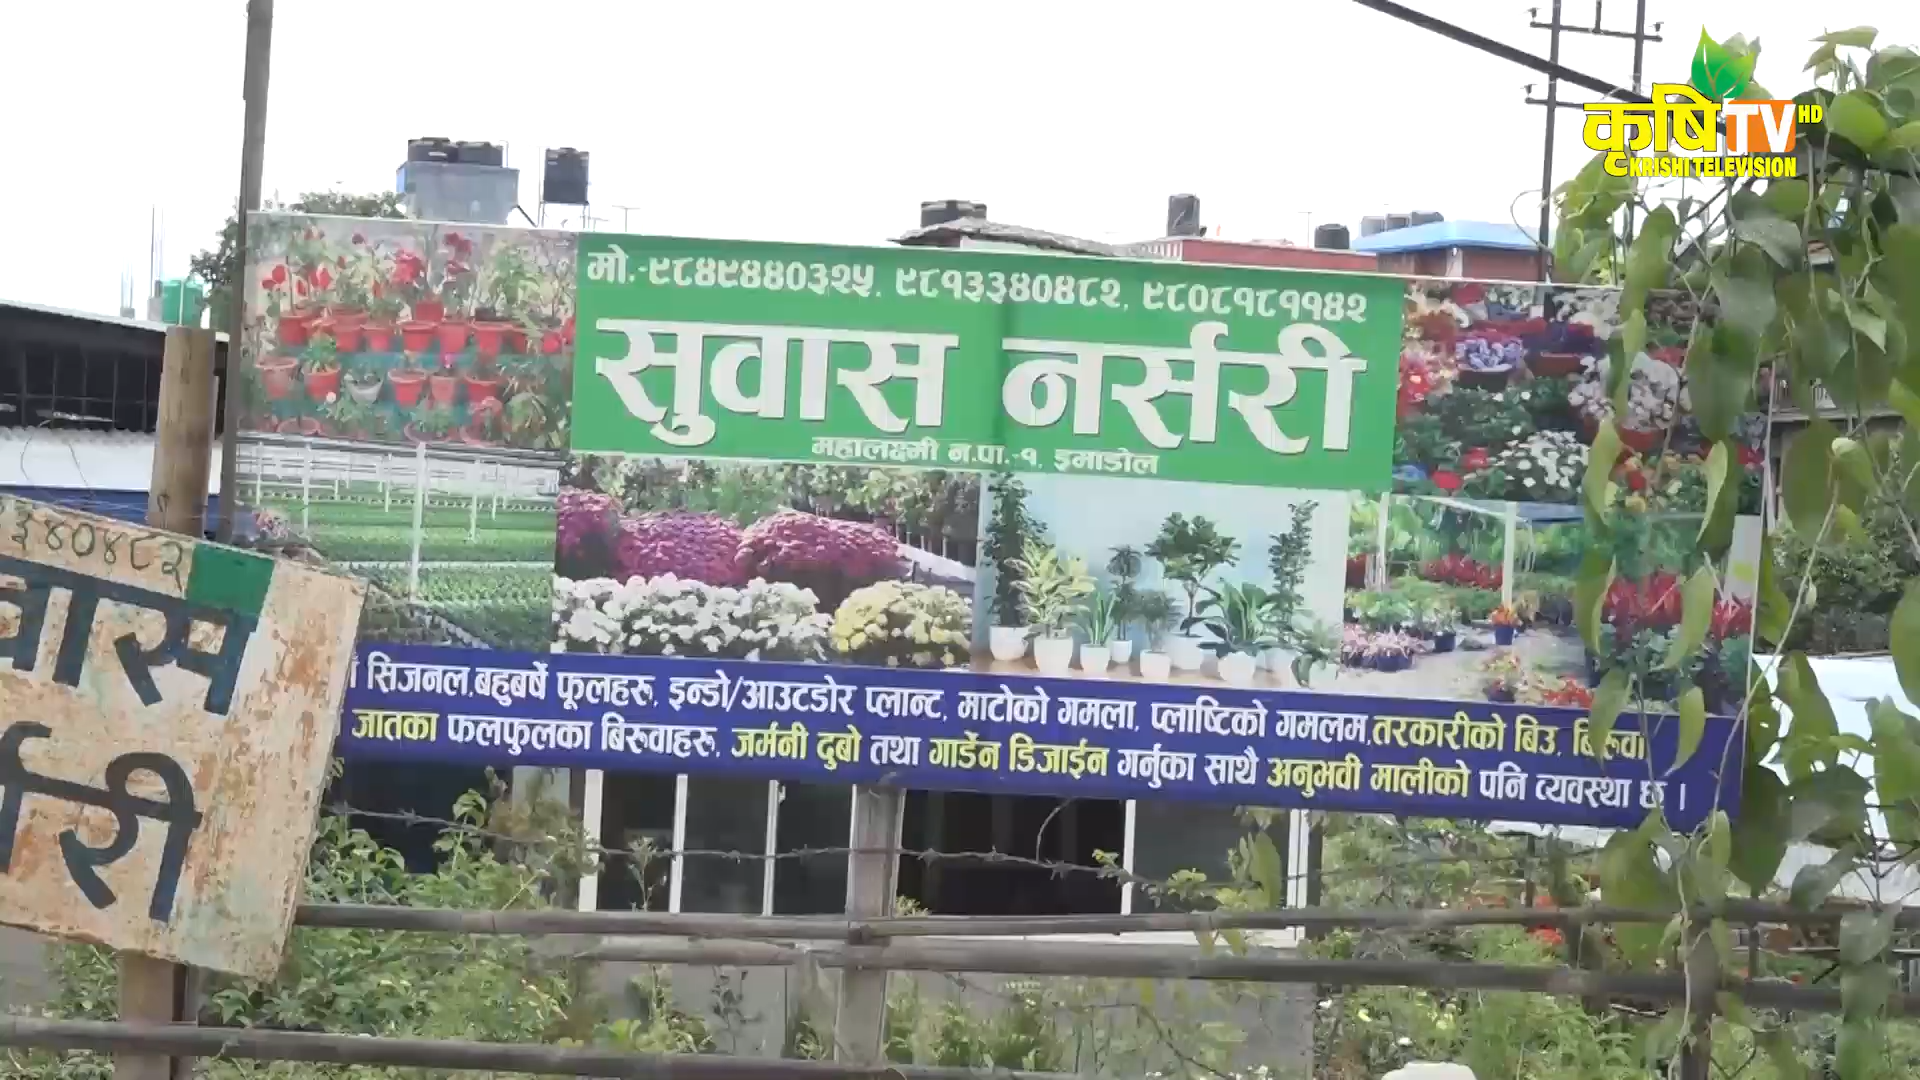 कृषि TV HD
KRISHI TELEVISION
मो.-९८४९४४०३२५, ९८१३३४०४८२, ९८०८१८११४२
सुवास नर्सरी
महालक्ष्मी न.पा.-१, इमाडोल
सिजनल,बहुबर्षे फूलहरु, इन्डो/आउटडोर प्लान्ट, माटोको गमला, प्लाष्टिको गमलम,तरकारीको बिउ, बिरुवा
जातका फलफुलका बिरुवाहरु, जर्मनी दुबो तथा गार्डेन डिजाईन गर्नुका साथै अनुभवी मालीको पनि व्यवस्था छ ।
३४०४८२
वास
र्सरी